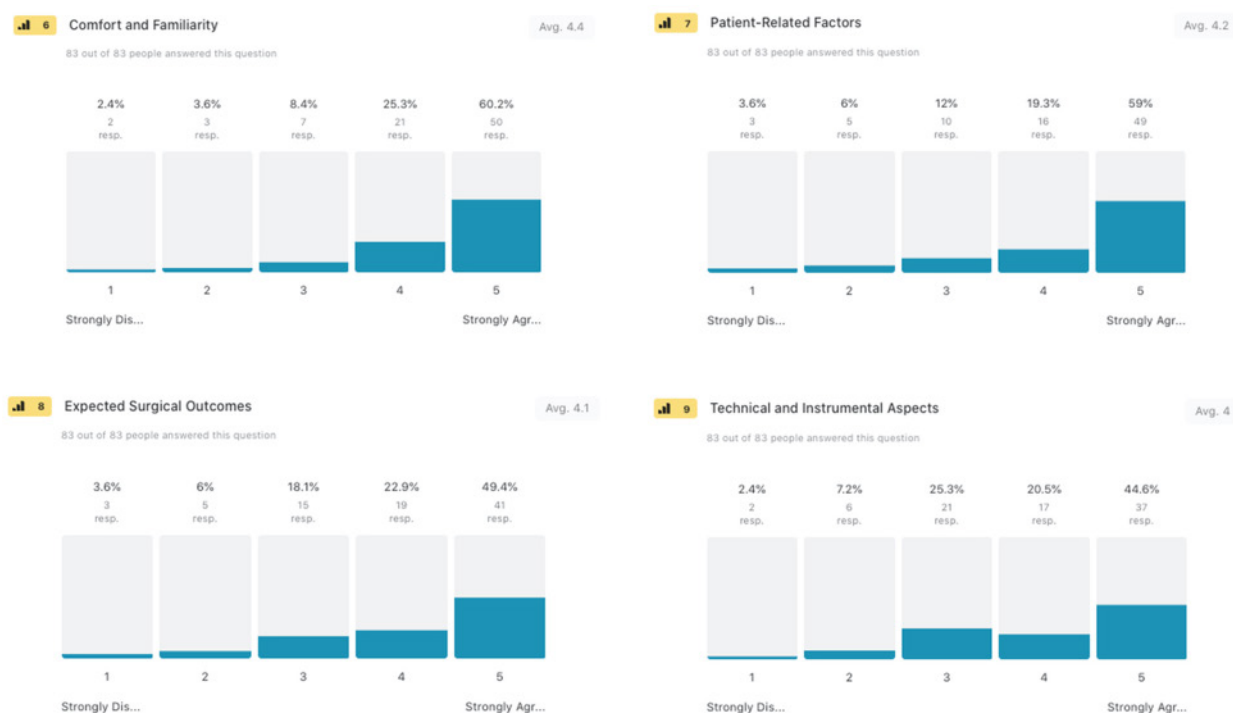 6 Comfort and Familiarity Avg. 4.4
83 out of 83 people answered this question
2.4% 3.6% 8.4% 25.3% 60.2%
2 3 7 21 50
resp. resp. resp. resp. resp.
1 2 3 4 5
Strongly Dis... Strongly Agr...
7 Patient-Related Factors Avg. 4.2
83 out of 83 people answered this question
3.6% 6% 12% 19.3% 59%
3 5 10 16 49
resp. resp. resp. resp. resp.
1 2 3 4 5
Strongly Dis... Strongly Agr...
8 Expected Surgical Outcomes Avg. 4.1
83 out of 83 people answered this question
3.6% 6% 18.1% 22.9% 49.4%
3 5 15 19 41
resp. resp. resp. resp. resp.
1 2 3 4 5
Strongly Dis... Strongly Agr...
9 Technical and Instrumental Aspects Avg. 4
83 out of 83 people answered this question
2.4% 7.2% 25.3% 20.5% 44.6%
2 6 21 17 37
resp. resp. resp. resp. resp.
1 2 3 4 5
Strongly Dis... Strongly Agr...